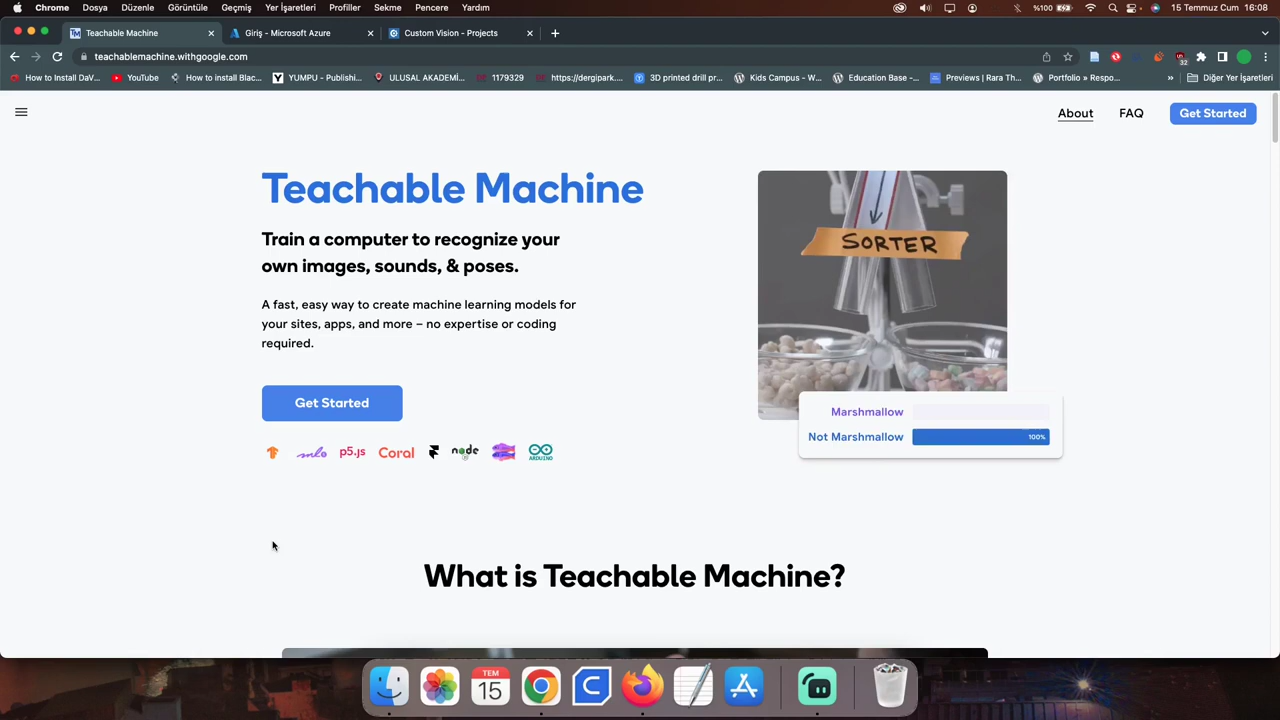 Chrome Dosya Düzenle Görüntüle Geçmiş Yer İşaretleri Profiller Sekme Pencere Yardım %100 15 Temmuz Cum 16:08
Teachable Machine Giriş - Microsoft Azure Custom Vision - Projects
teachablemachine.withgoogle.com
How to Install DaV... YouTube How to install Blac... YUMPU - Publishi... ULUSAL AKADEMİ... 1179329 https://dergipark.... 3D printed drill pr... Kids Campus - W... Education Base -... Previews | Rara Th... Portfolio » Respo... » Diğer Yer İşaretleri
32
About FAQ Get Started
Teachable Machine
Train a computer to recognize your
own images, sounds, & poses.
A fast, easy way to create machine learning models for
your sites, apps, and more – no expertise or coding
required.
Get Started
p5.js Coral node ARDUINO
SORTER
Marshmallow
Not Marshmallow 100%
What is Teachable Machine?
TEM
15